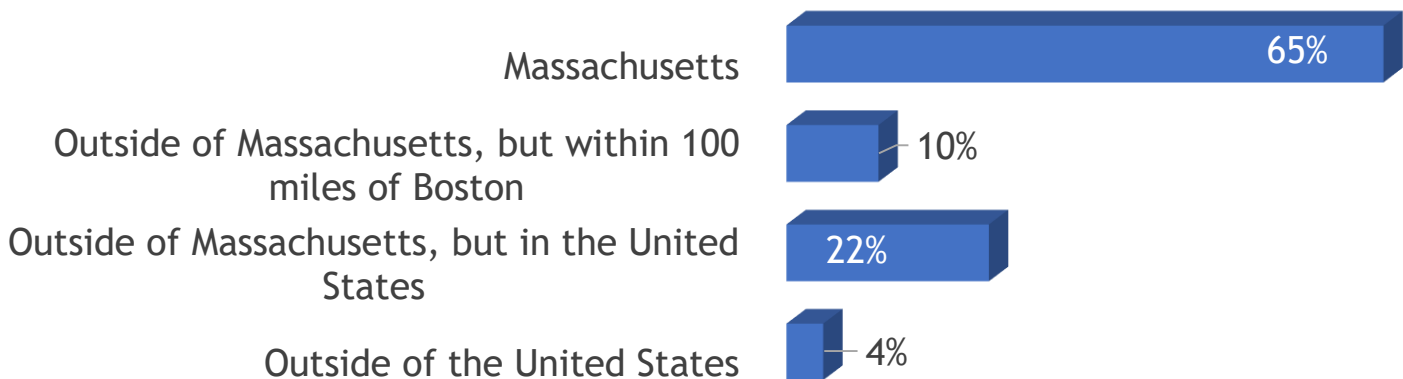 Massachusetts
65%
Outside of Massachusetts, but within 100
miles of Boston
10%
Outside of Massachusetts, but in the United
States
22%
Outside of the United States
4%